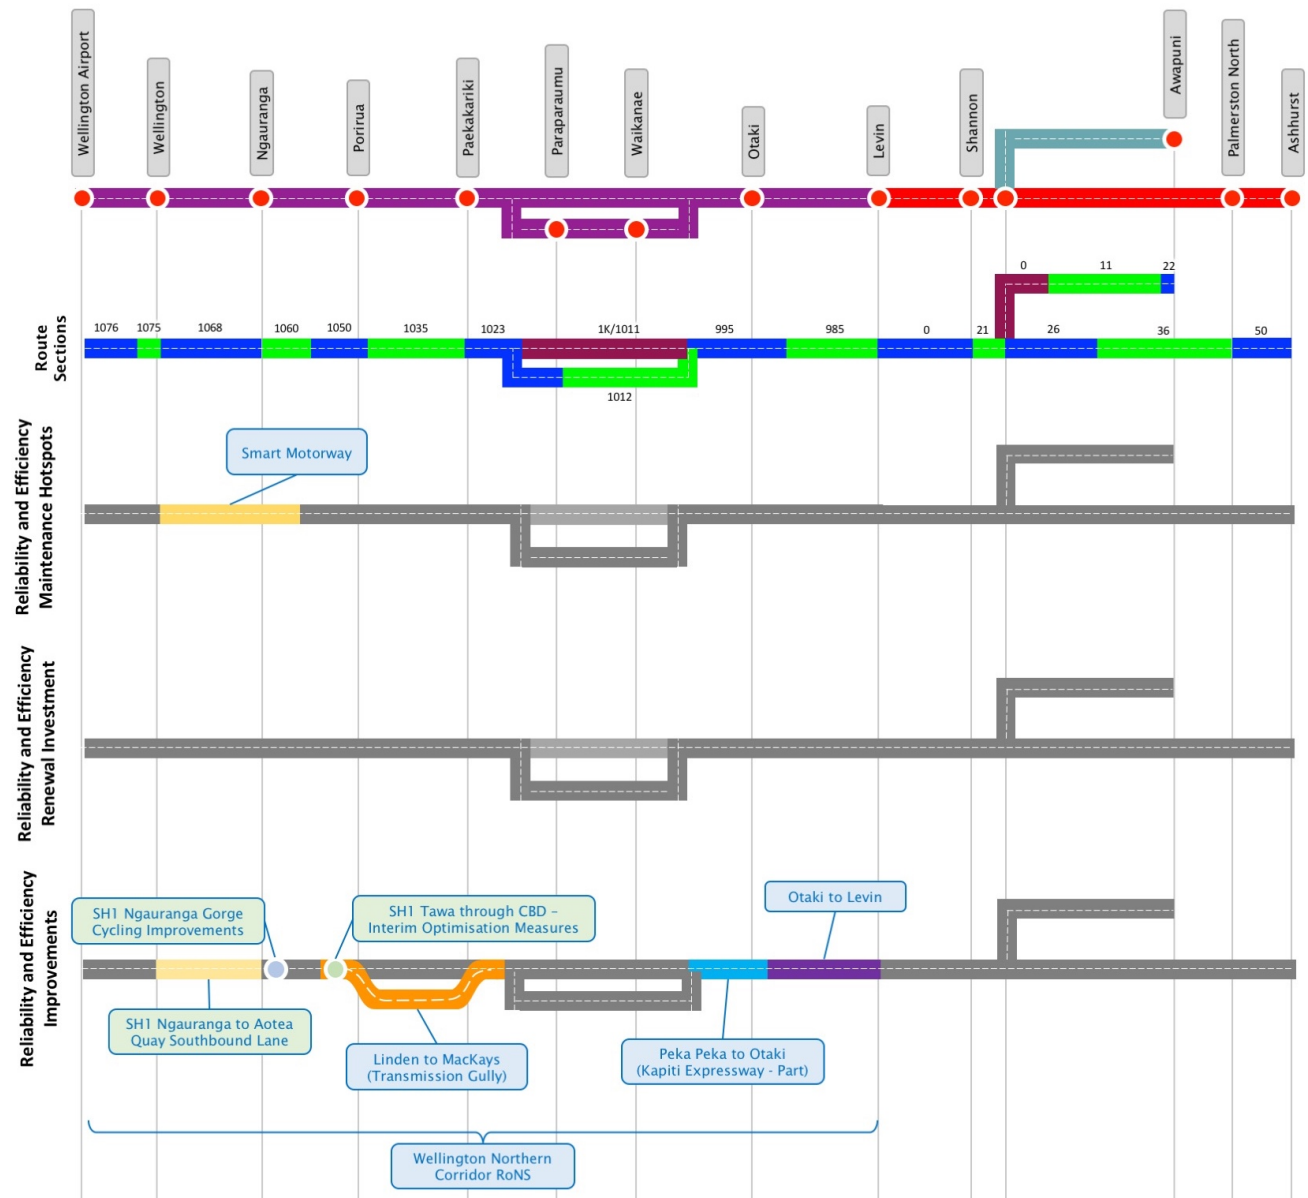 Wellington Airport
Wellington
Ngauranga
Porirua
Paekakariki
Paraparaumu
Waikanae
Otaki
Levin
Shannon
Awapuni
Palmerston North
Ashhurst
Route
Sections
0
11
22
1076
1075
1068
1060
1050
1035
1023
1K/1011
995
985
0
21
26
36
50
1012
Reliability and Efficiency
Maintenance Hotspots
Smart Motorway
Reliability and Efficiency
Renewal Investment
Reliability and Efficiency
Improvements
SH1 Ngauranga Gorge
Cycling Improvements
SH1 Tawa through CBD –
Interim Optimisation Measures
Otaki to Levin
SH1 Ngauranga to Aotea
Quay Southbound Lane
Linden to MacKays
(Transmission Gully)
Peka Peka to Otaki
(Kapiti Expressway - Part)
Wellington Northern
Corridor RoNS